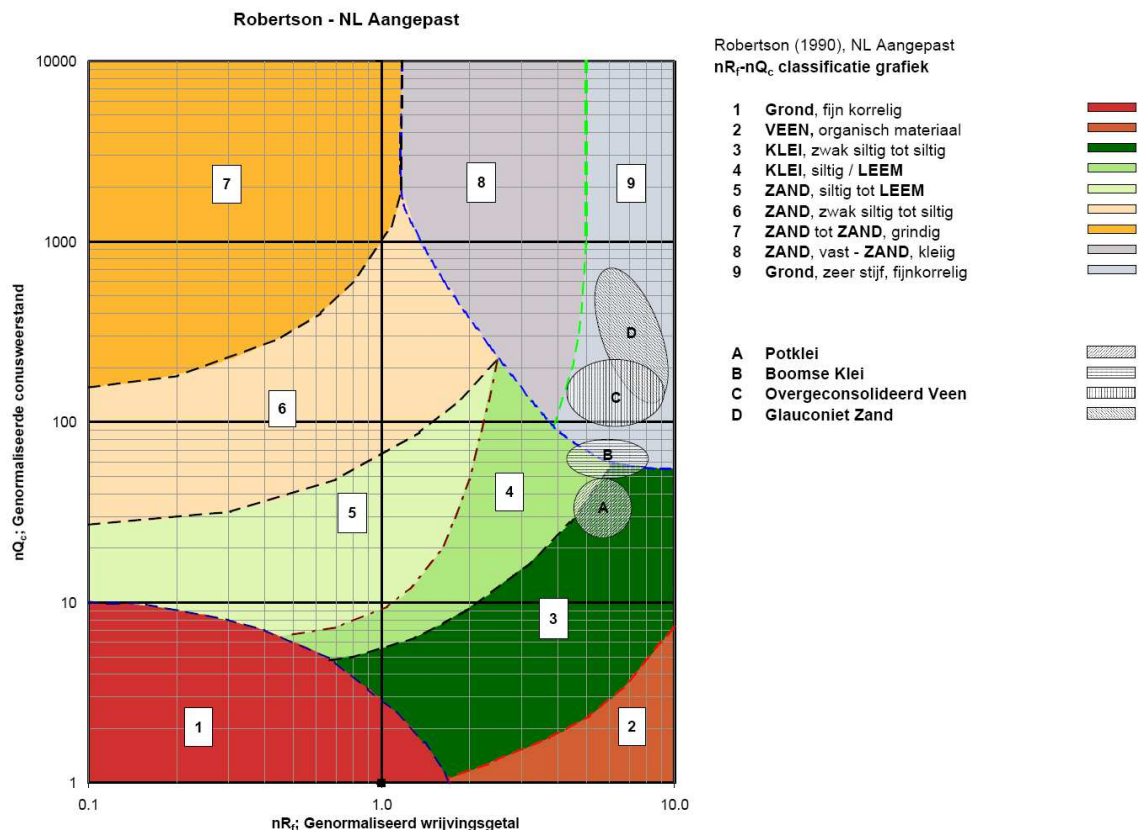 Robertson - NL Aangepast
Robertson (1990), NL Aangepast
nRf-nQc classificatie grafiek
1 Grond, fijn korrelig
2 VEEN, organisch materiaal
3 KLEI, zwak siltig tot siltig
4 KLEI, siltig / LEEM
5 ZAND, siltig tot LEEM
6 ZAND, zwak siltig tot siltig
7 ZAND tot ZAND, grindig
8 ZAND, vast - ZAND, kleiig
9 Grond, zeer stijf, fijnkorrelig
A Potklei
B Boomse Klei
C Overgeconsolideerd Veen
D Glauconiet Zand
nQc; Genormaliseerde conusweerstand
10000
1000
100
10
1
7
8
9
D
C
6
B
4
A
5
3
1
2
0.1
1.0
10.0
nRf; Genormaliseerd wrijvingsgetal